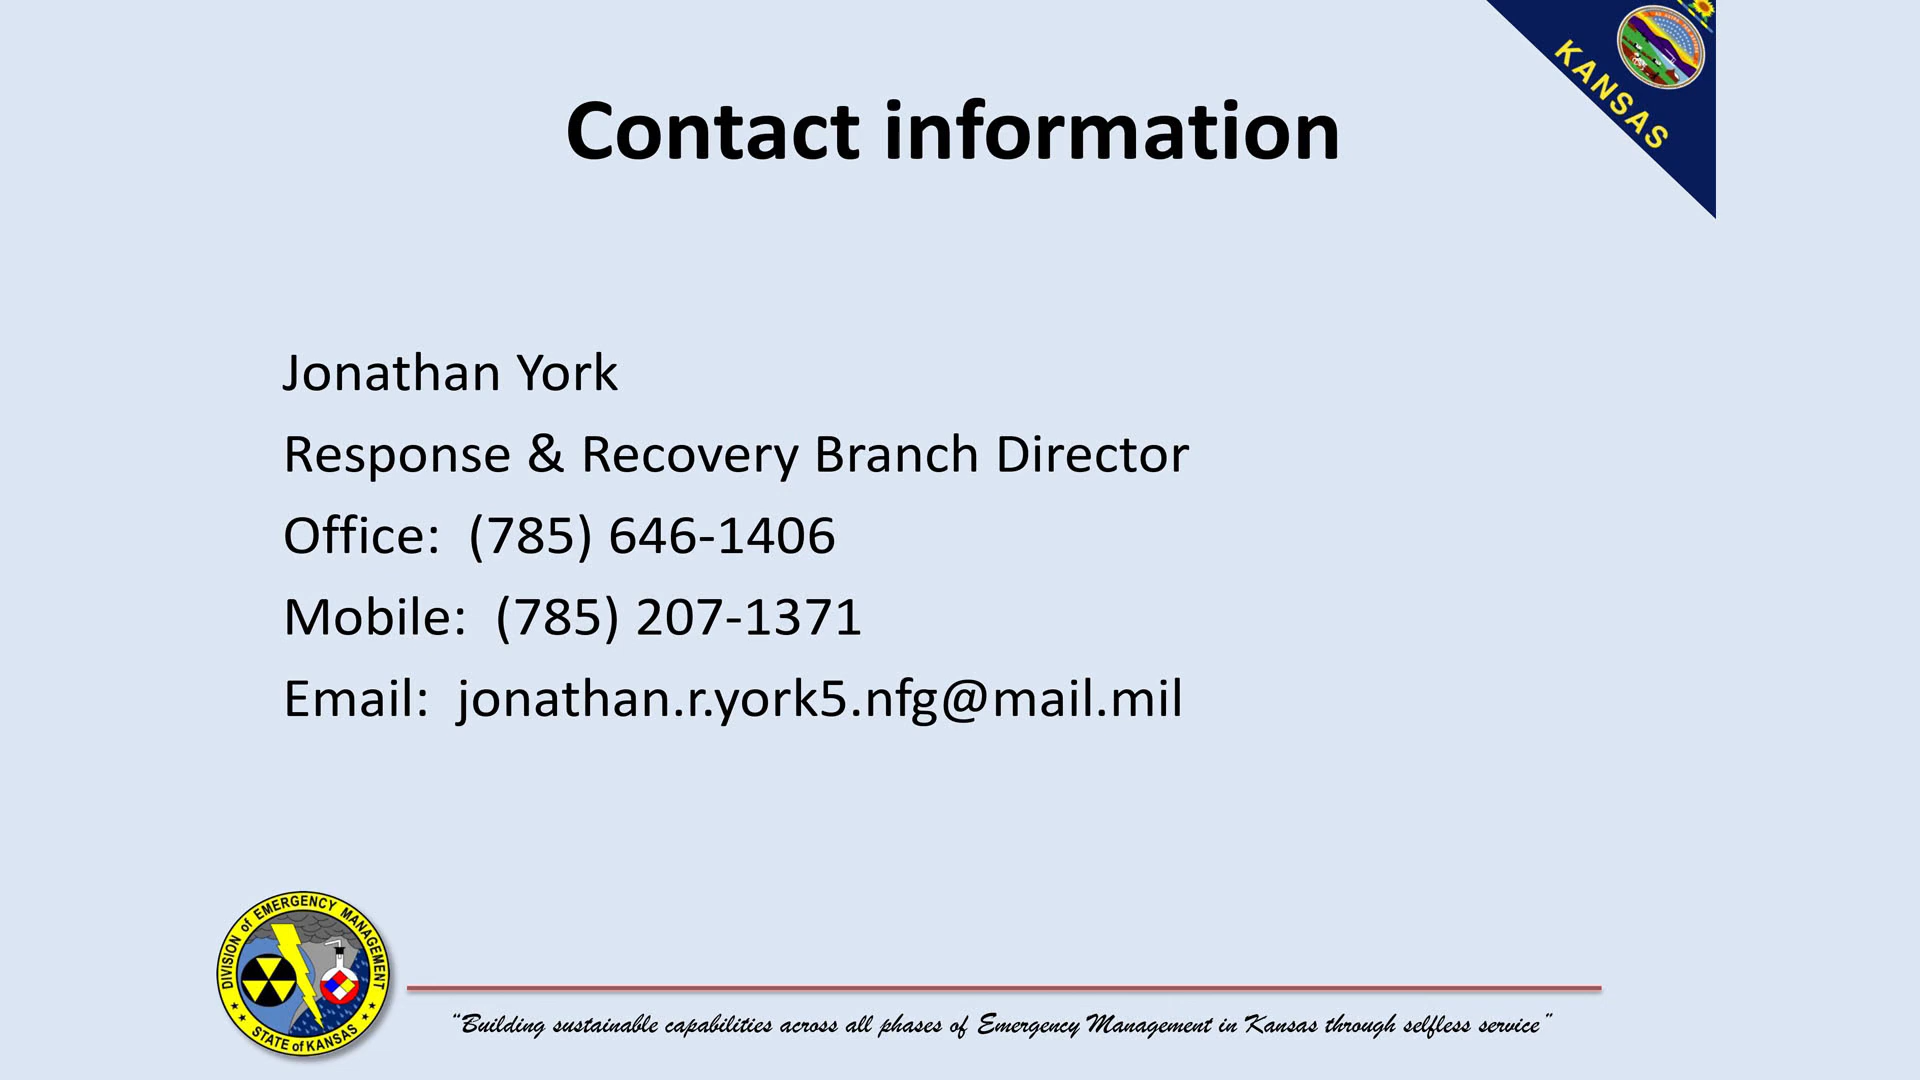 KANSAS
Contact information
Jonathan York
Response & Recovery Branch Director
Office:  (785) 646-1406
Mobile:  (785) 207-1371
Email:  jonathan.r.york5.nfg@mail.mil
DIVISION of EMERGENCY MANAGEMENT
STATE of KANSAS
“Building sustainable capabilities across all phases of Emergency Management in Kansas through selfless service”